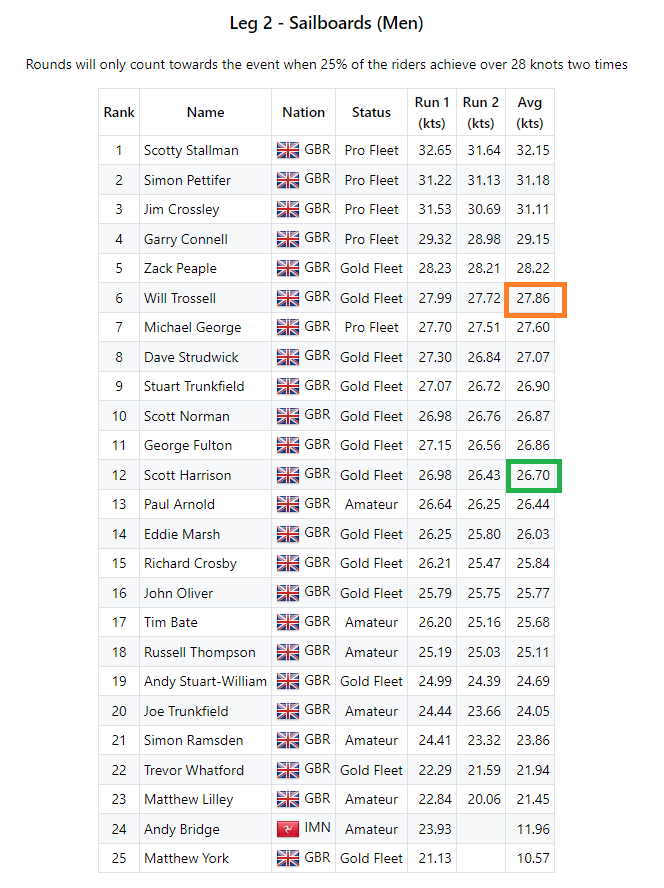 Leg 2 - Sailboards (Men)
Rounds will only count towards the event when 25% of the riders achieve over 28 knots two times
Rank Name Nation Status Run 1 (kts) Run 2 (kts) Avg (kts)
1 Scotty Stallman GBR Pro Fleet 32.65 31.64 32.15
2 Simon Pettifer GBR Pro Fleet 31.22 31.13 31.18
3 Jim Crossley GBR Pro Fleet 31.53 30.69 31.11
4 Garry Connell GBR Pro Fleet 29.32 28.98 29.15
5 Zack Peaple GBR Gold Fleet 28.23 28.21 28.22
6 Will Trossell GBR Gold Fleet 27.99 27.72 27.86
7 Michael George GBR Pro Fleet 27.70 27.51 27.60
8 Dave Strudwick GBR Gold Fleet 27.30 26.84 27.07
9 Stuart Trunkfield GBR Gold Fleet 27.07 26.72 26.90
10 Scott Norman GBR Gold Fleet 26.98 26.76 26.87
11 George Fulton GBR Gold Fleet 27.15 26.56 26.86
12 Scott Harrison GBR Gold Fleet 26.98 26.43 26.70
13 Paul Arnold GBR Amateur 26.64 26.25 26.44
14 Eddie Marsh GBR Gold Fleet 26.25 25.80 26.03
15 Richard Crosby GBR Gold Fleet 26.21 25.47 25.84
16 John Oliver GBR Gold Fleet 25.79 25.75 25.77
17 Tim Bate GBR Amateur 26.20 25.16 25.68
18 Russell Thompson GBR Amateur 25.19 25.03 25.11
19 Andy Stuart-William GBR Gold Fleet 24.99 24.39 24.69
20 Joe Trunkfield GBR Amateur 24.44 23.66 24.05
21 Simon Ramsden GBR Amateur 24.41 23.32 23.86
22 Trevor Whatford GBR Gold Fleet 22.29 21.59 21.94
23 Matthew Lilley GBR Amateur 22.84 20.06 21.45
24 Andy Bridge IMN Amateur 23.93 11.96
25 Matthew York GBR Gold Fleet 21.13 10.57